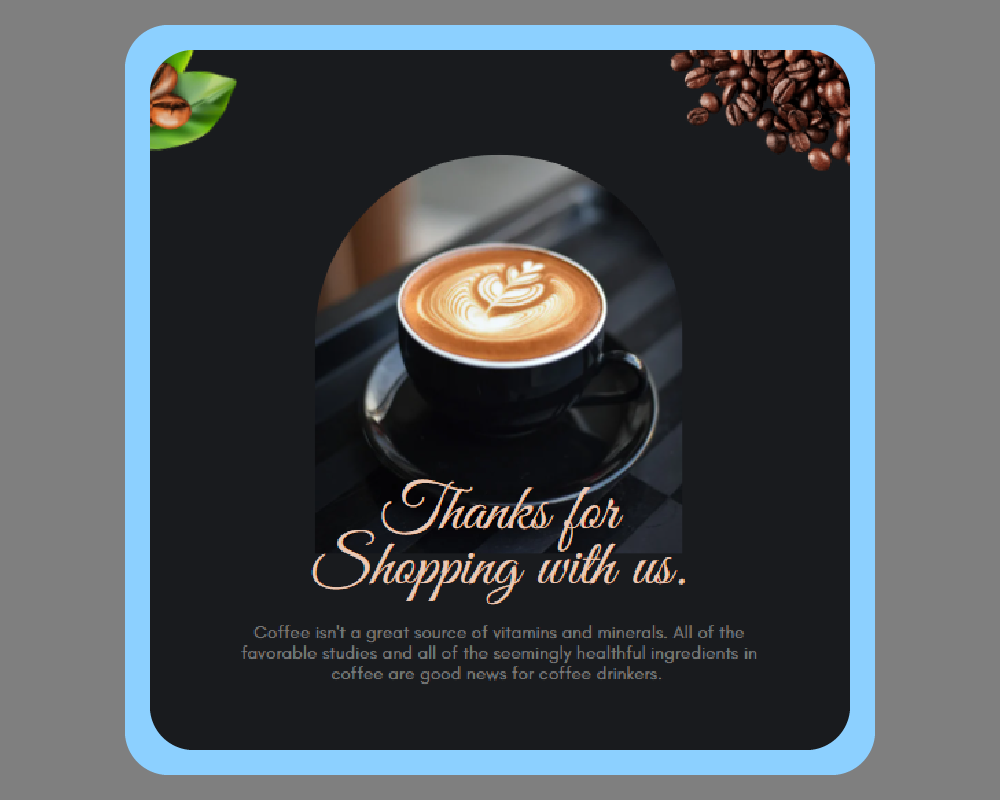 Thanks for
Shopping with us.
Coffee isn't a great source of vitamins and minerals. All of the
favorable studies and all of the seemingly healthful ingredients in
coffee are good news for coffee drinkers.